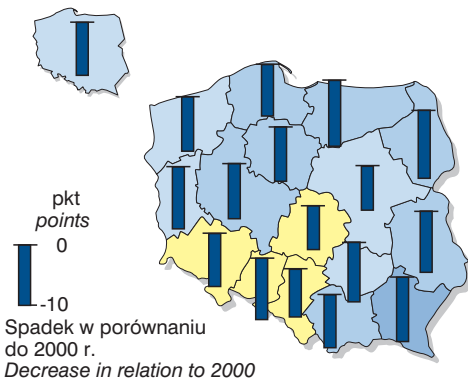 pkt
points
0
-10
Spadek w porównaniu
do 2000 r.
Decrease in relation to 2000